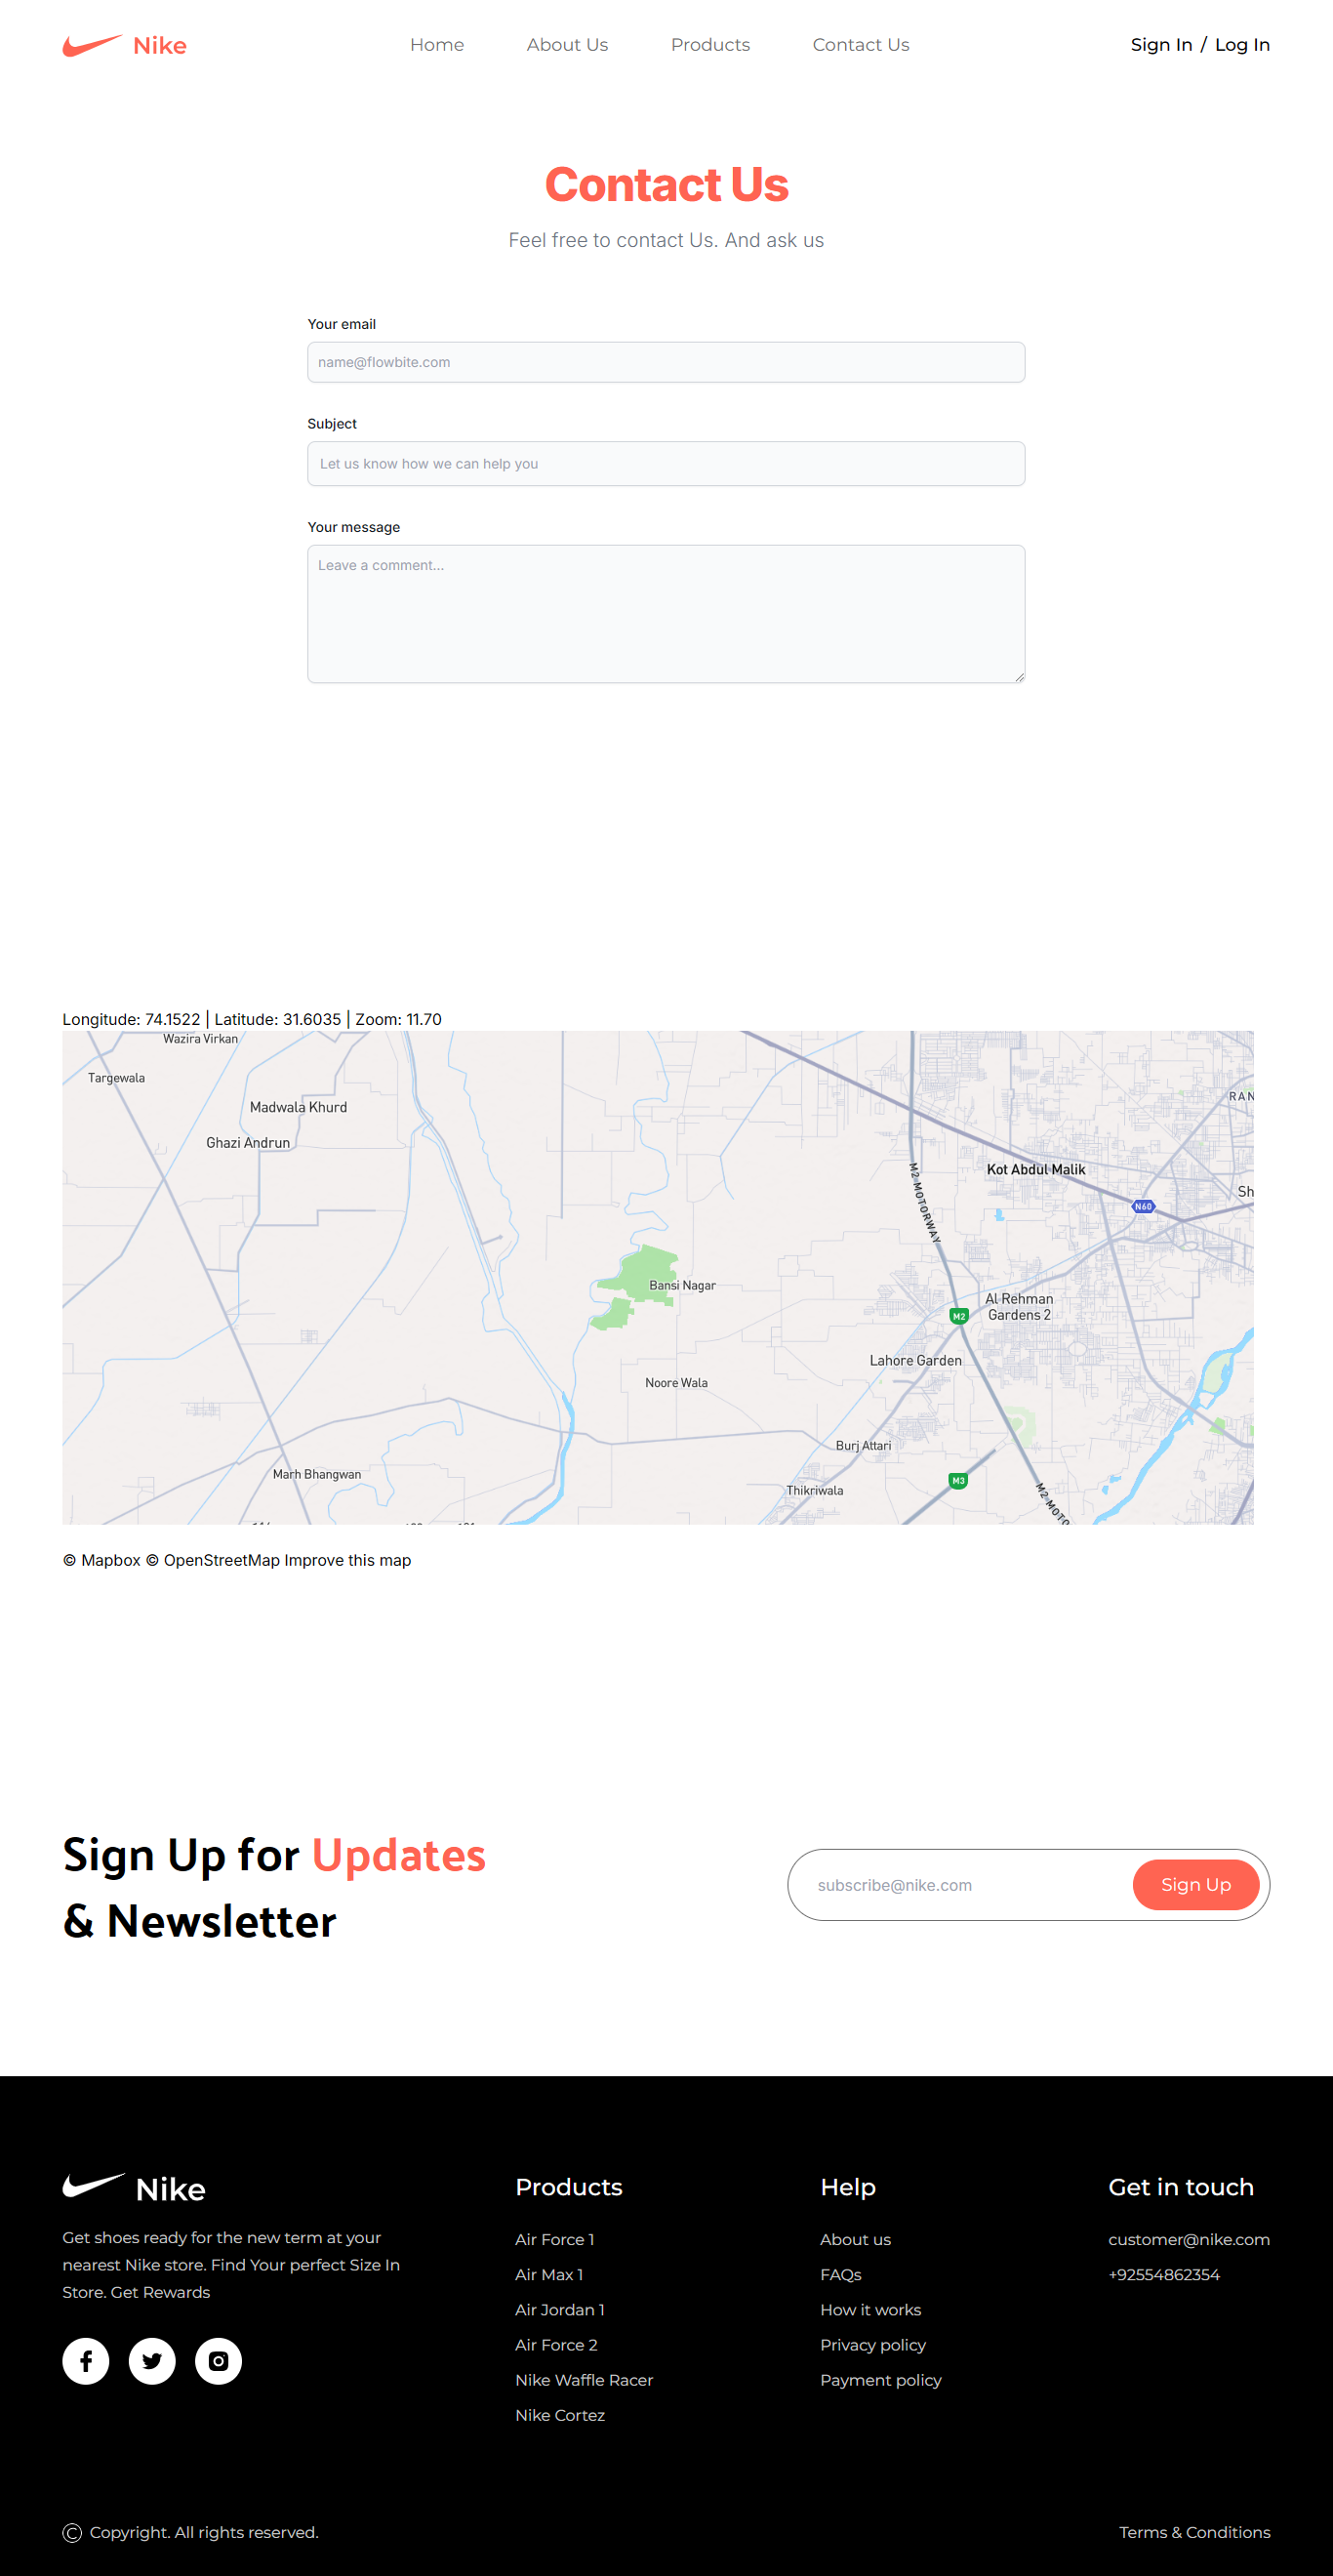 Nike
Home
About Us
Products
Contact Us
Sign In / Log In
Contact Us
Feel free to contact Us. And ask us
Your email
name@flowbite.com
Subject
Let us know how we can help you
Your message
Leave a comment...
Longitude: 74.1522 | Latitude: 31.6035 | Zoom: 11.70
Wazira Virkan
Targewala
Madwala Khurd
Ghazi Andrun
RAN
Kot Abdul Malik
M2 MOTORWAY
Sh
N60
Bansi Nagar
Al Rehman
Gardens 2
M2
Lahore Garden
Noore Wala
Burj Attari
Marh Bhangwan
M3
Thikriwala
M2 MOTO
© Mapbox © OpenStreetMap Improve this map
Sign Up for Updates
& Newsletter
subscribe@nike.com
Sign Up
Nike
Get shoes ready for the new term at your
nearest Nike store. Find Your perfect Size In
Store. Get Rewards
Products
Air Force 1
Air Max 1
Air Jordan 1
Air Force 2
Nike Waffle Racer
Nike Cortez
Help
About us
FAQs
How it works
Privacy policy
Payment policy
Get in touch
customer@nike.com
+92554862354
© Copyright. All rights reserved.
Terms & Conditions